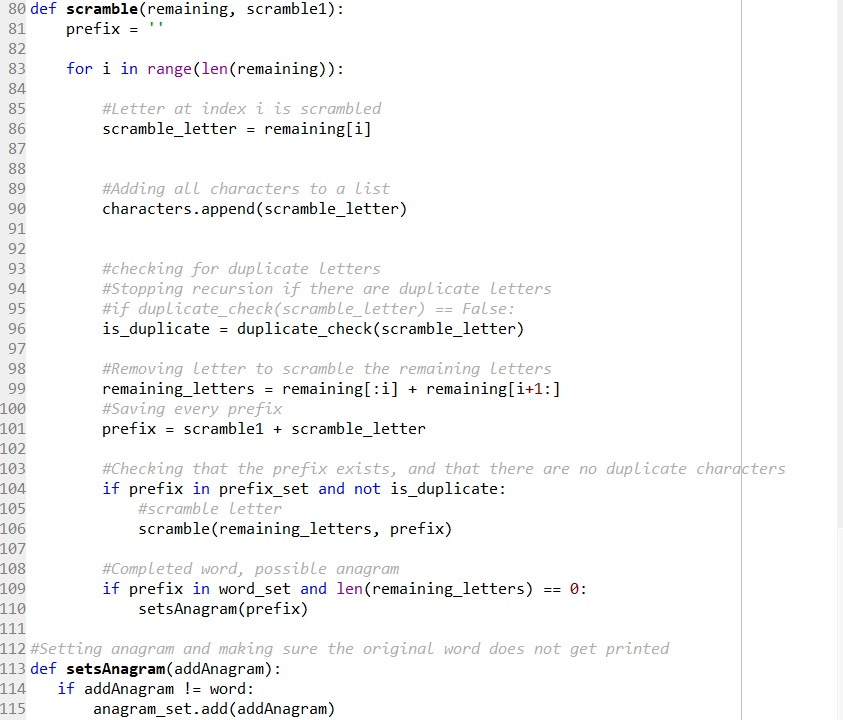 80 def scramble(remaining, scramble1):
81     prefix = ''
82
83     for i in range(len(remaining)):
84
85         #Letter at index i is scrambled
86         scramble_letter = remaining[i]
87
88
89         #Adding all characters to a list
90         characters.append(scramble_letter)
91
92
93         #checking for duplicate letters
94         #Stopping recursion if there are duplicate letters
95         #if duplicate_check(scramble_letter) == False:
96         is_duplicate = duplicate_check(scramble_letter)
97
98         #Removing letter to scramble the remaining letters
99         remaining_letters = remaining[:i] + remaining[i+1:]
100         #Saving every prefix
101         prefix = scramble1 + scramble_letter
102
103         #Checking that the prefix exists, and that there are no duplicate characters
104         if prefix in prefix_set and not is_duplicate:
105             #scramble letter
106             scramble(remaining_letters, prefix)
107
108         #Completed word, possible anagram
109         if prefix in word_set and len(remaining_letters) == 0:
110             setsAnagram(prefix)
111
112 #Setting anagram and making sure the original word does not get printed
113 def setsAnagram(addAnagram):
114    if addAnagram != word:
115        anagram_set.add(addAnagram)